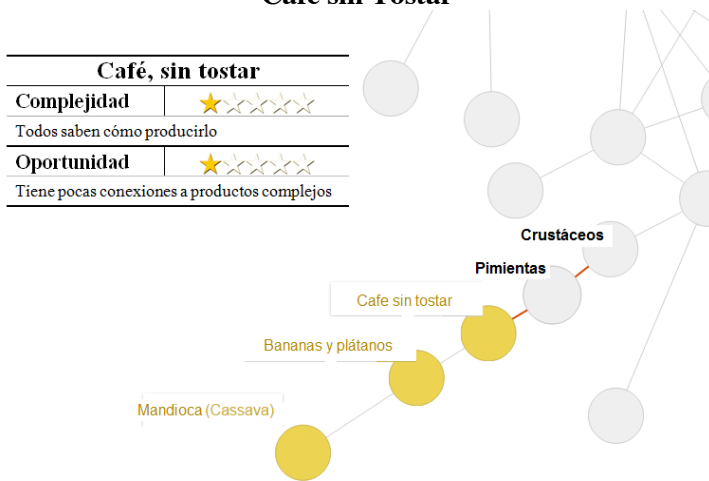 Café sin Tostar
Café, sin tostar
Complejidad
Todos saben cómo producirlo
Oportunidad
Tiene pocas conexiones a productos complejos
Crustáceos
Pimientas
Cafe sin tostar
Bananas y plátanos
Mandioca (Cassava)